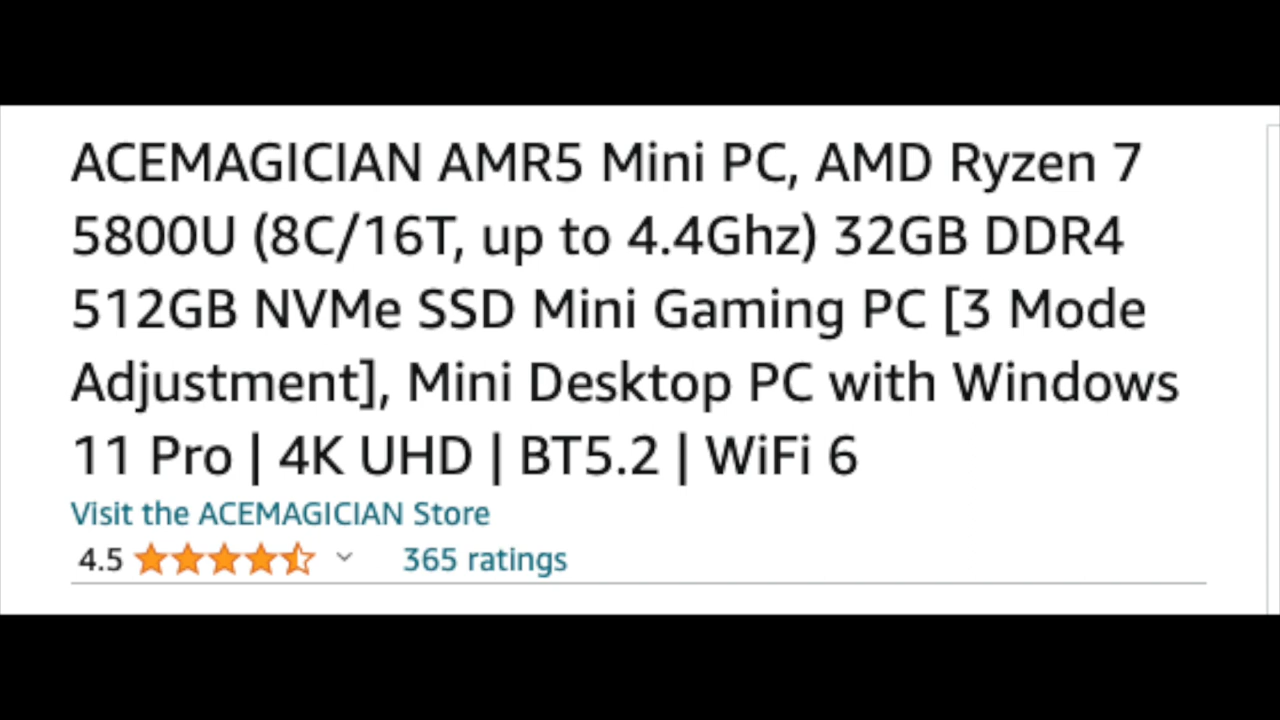 ACEMAGICIAN AMR5 Mini PC, AMD Ryzen 7
5800U (8C/16T, up to 4.4Ghz) 32GB DDR4
512GB NVMe SSD Mini Gaming PC [3 Mode
Adjustment], Mini Desktop PC with Windows
11 Pro | 4K UHD | BT5.2 | WiFi 6
Visit the ACEMAGICIAN Store
4.5 365 ratings